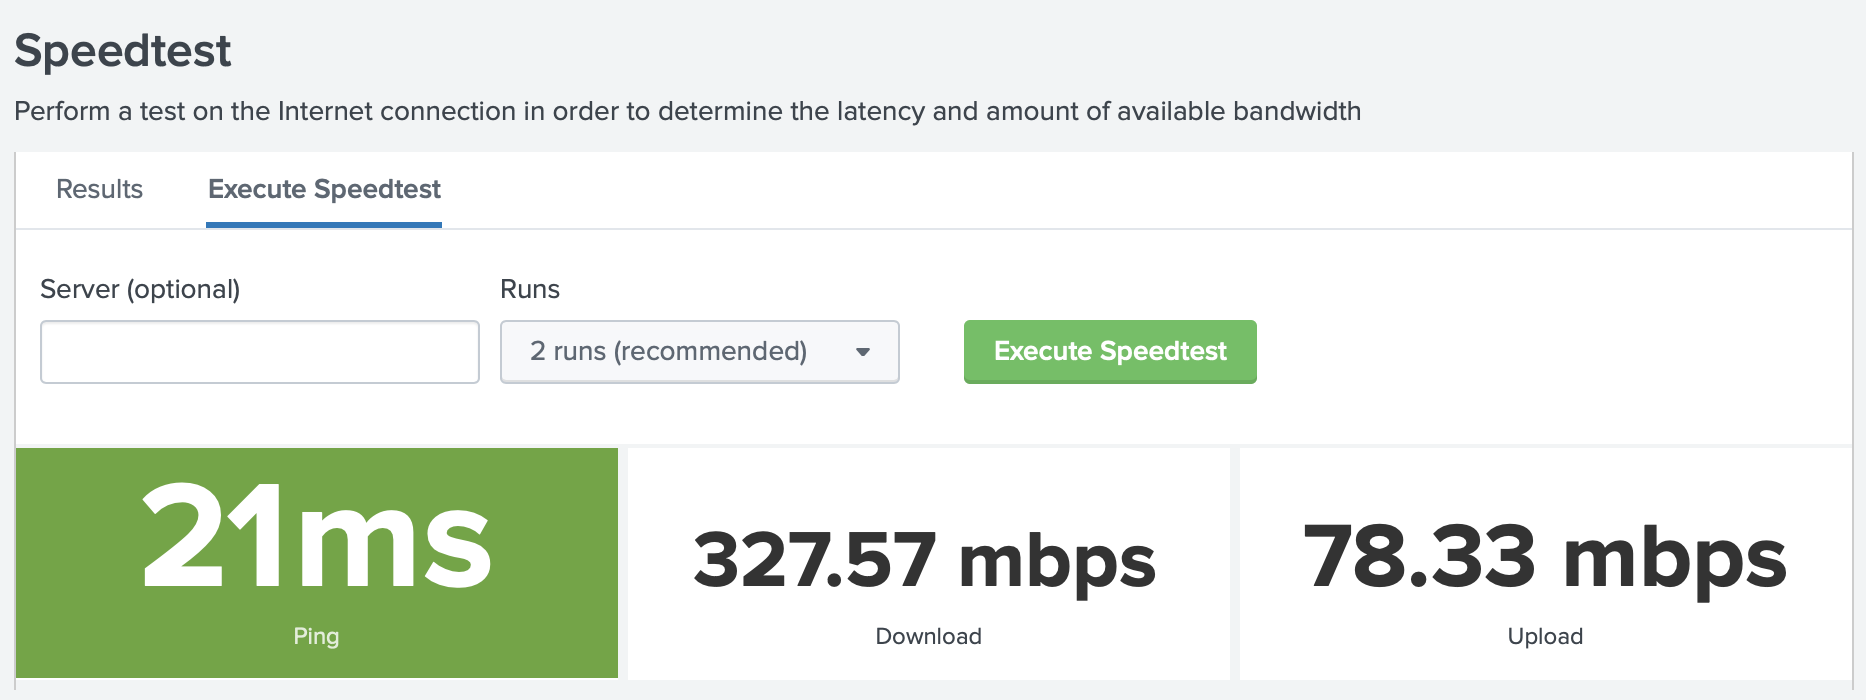 Speedtest
Perform a test on the Internet connection in order to determine the latency and amount of available bandwidth
Results
Execute Speedtest
Server (optional)
Runs
2 runs (recommended)
Execute Speedtest
21ms
Ping
327.57 mbps
Download
78.33 mbps
Upload